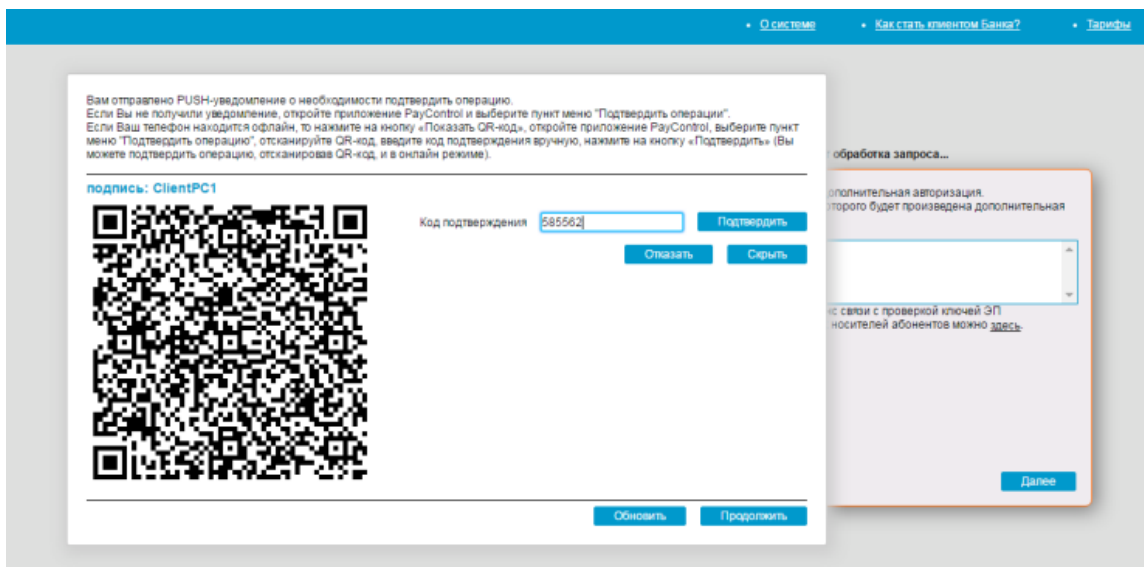 • О системе • Как стать клиентом Банка? • Тарифы
Вам отправлено PUSH-уведомление о необходимости подтвердить операцию.
Если Вы не получили уведомление, откройте приложение PayControl и выберите пункт меню "Подтвердить операции".
Если Ваш телефон находится офлайн, то нажмите на кнопку «Показать QR-код», откройте приложение PayControl, выберите пункт
меню "Подтвердить операцию", отсканируйте QR-код, введите код подтверждения вручную, нажмите на кнопку «Подтвердить» (Вы
можете подтвердить операцию, отсканировав QR-код, и в онлайн режиме).
обработка запроса...
подпись: ClientPC1
дополнительная авторизация.
которого будет произведена дополнительная
Код подтверждения 585562 Подтвердить
Отказать Скрыть
с связи с проверкой ключей ЭП
носителей абонентов можно здесь.
Далее
Обновить Продолжить